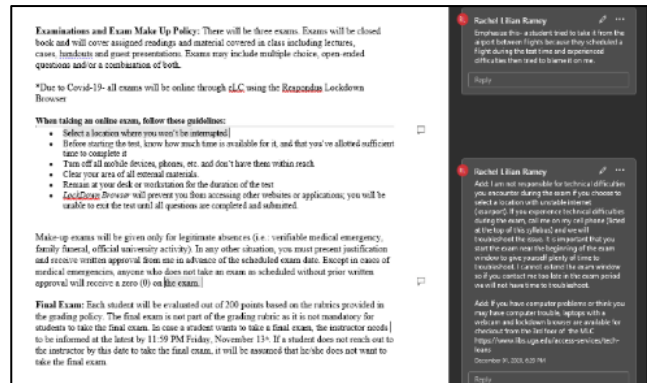 Examinations and Exam Make Up Policy: There will be three exams. Exams will be closed
book and will cover assigned readings and material covered in class including lectures,
cases, handouts and guest presentations. Exams may include multiple choice, open-ended
questions and/or a combination of both.
*Due to Covid-19- all exams will be online through eLC using the Respondus Lockdown
Browser
When taking an online exam, follow these guidelines:
• Select a location where you won't be interrupted
• Before starting the test, know how much time is available for it, and that you've allotted sufficient
time to complete it
• Turn off all mobile devices, phones, etc. and don't have them within reach
• Clear your area of all external materials.
• Remain at your desk or workstation for the duration of the test
• LockDown Browser will prevent you from accessing other websites or applications; you will be
unable to exit the test until all questions are completed and submitted.
Make-up exams will be given only for legitimate absences (i.e.: verifiable medical emergency,
family funeral, official university activity). In any other situation, you must present justification
and receive written approval from me in advance of the scheduled exam date. Except in cases of
medical emergencies, anyone who does not take an exam as scheduled without prior written
approval will receive a zero (0) on the exam.
Final Exam: Each student will be evaluated out of 200 points based on the rubrics provided in
the grading policy. The final exam is not part of the grading rubric as it is not mandatory for
students to take the final exam. In case a student wants to take a final exam, the instructor needs
to be informed at the latest by 11:59 PM Friday, November 13ᵗʰ. If a student does not reach out to
the instructor by this date to take the final exam, it will be assumed that he/she does not want to
take the final exam.
Rachel Lilian Ramey
Emphasize this- a student tried to take it from the
airport between flights because they scheduled a
flight during the test time and experienced
difficulties then tried to blame it on me.
Reply
Rachel Lilian Ramey
Add: I am not responsible for technical difficulties
you encounter during the exam if you choose to
select a location with unstable internet
(ex:airport). If you experience technical difficulties
during the exam, call me on my cell phone (listed
at the top of this syllabus) and we will
troubleshoot the issue. It is important that you
start the exam near the beginning of the exam
window to give yourself plenty of time to
troubleshoot. I cannot extend the exam window
so if you contact me too late in the exam period
we will not have time to troubleshoot.
Add: If you have computer problems or think you
may have computer trouble, laptops with a
webcam and lockdown browser are available for
checkout from the 3rd floor of the MLC
https://www.libs.uga.edu/access-services/tech-
loans
December 01, 2020, 6:25 PM
Reply